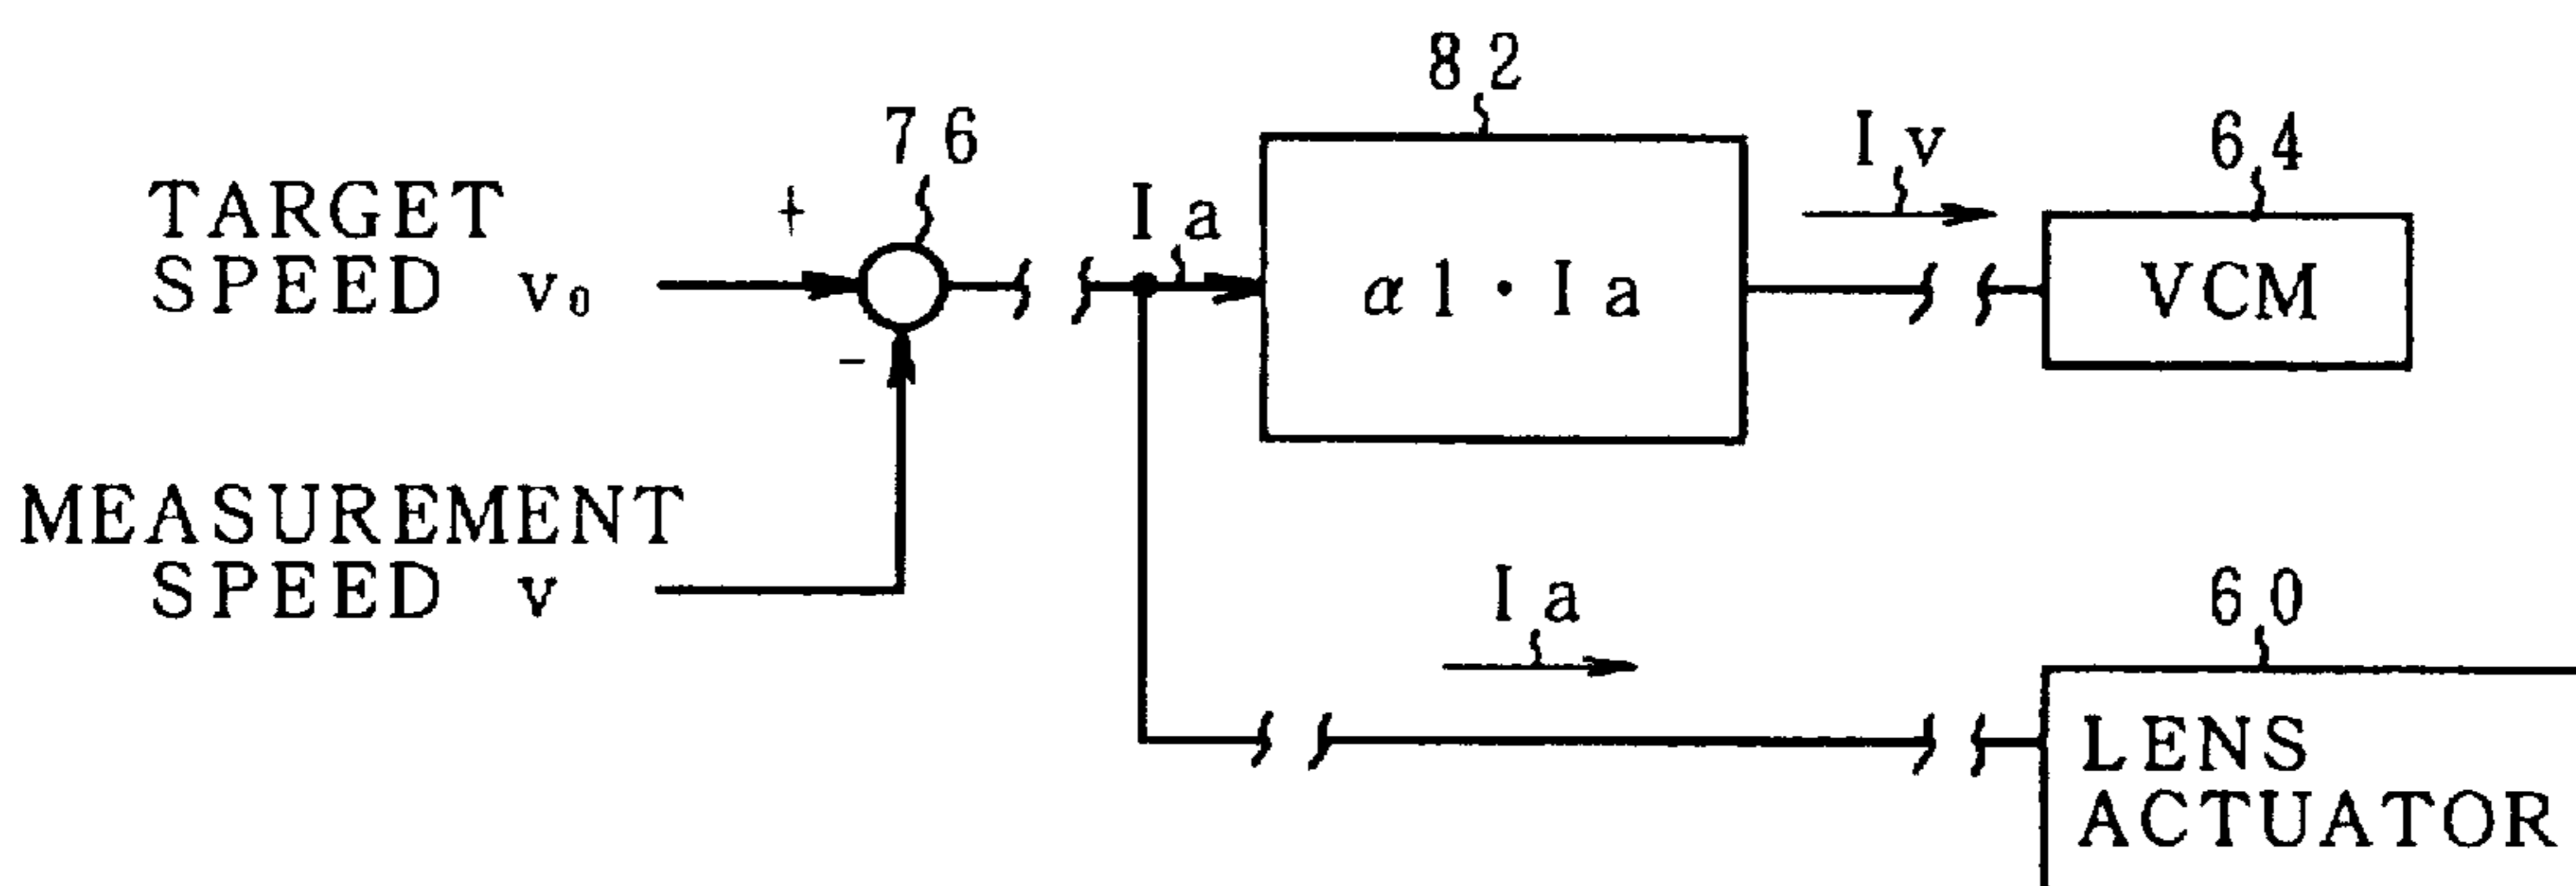 82
76
Iv
64
TARGET
SPEED v₀
+
Ia
α1・Ia
VCM
-
MEASUREMENT
SPEED v
Ia
60
LENS
ACTUATOR